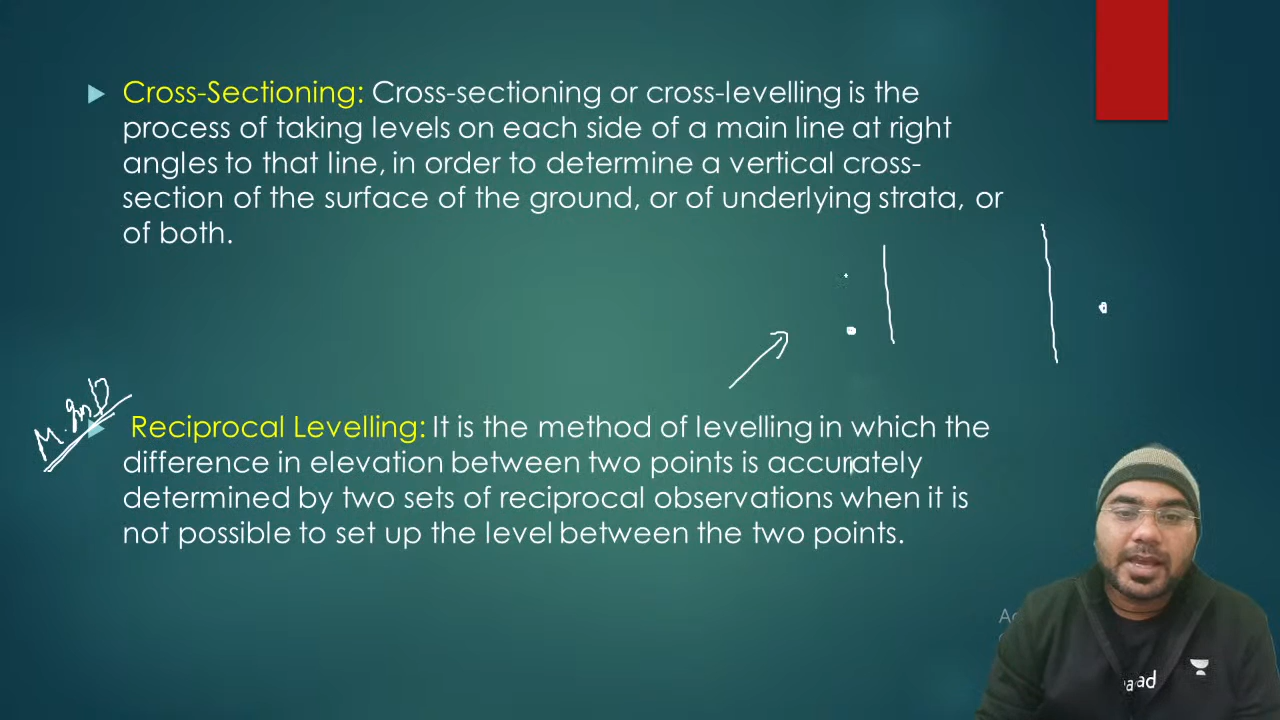 Cross-Sectioning: Cross-sectioning or cross-levelling is the
process of taking levels on each side of a main line at right
angles to that line, in order to determine a vertical cross-
section of the surface of the ground, or of underlying strata, or
of both.
M. Imp
Reciprocal Levelling: It is the method of levelling in which the
difference in elevation between two points is accurately
determined by two sets of reciprocal observations when it is
not possible to set up the level between the two points.